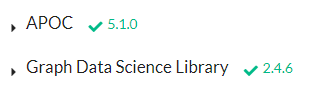 APOC 5.1.0
Graph Data Science Library 2.4.6